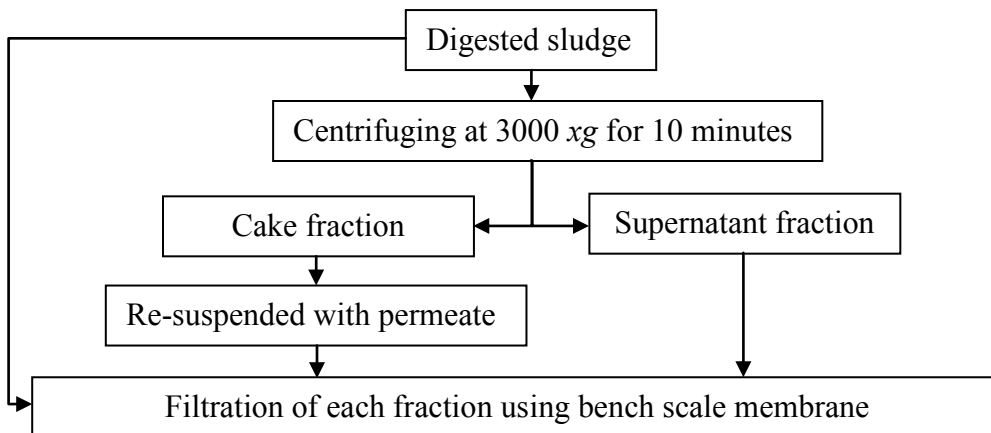 Digested sludge
Centrifuging at 3000 xg for 10 minutes
Cake fraction
Supernatant fraction
Re-suspended with permeate
Filtration of each fraction using bench scale membrane